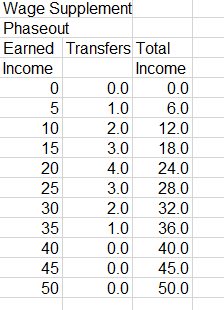 Wage Supplement
Phaseout
Earned Transfers Total
Income Income
0 0.0 0.0
5 1.0 6.0
10 2.0 12.0
15 3.0 18.0
20 4.0 24.0
25 3.0 28.0
30 2.0 32.0
35 1.0 36.0
40 0.0 40.0
45 0.0 45.0
50 0.0 50.0